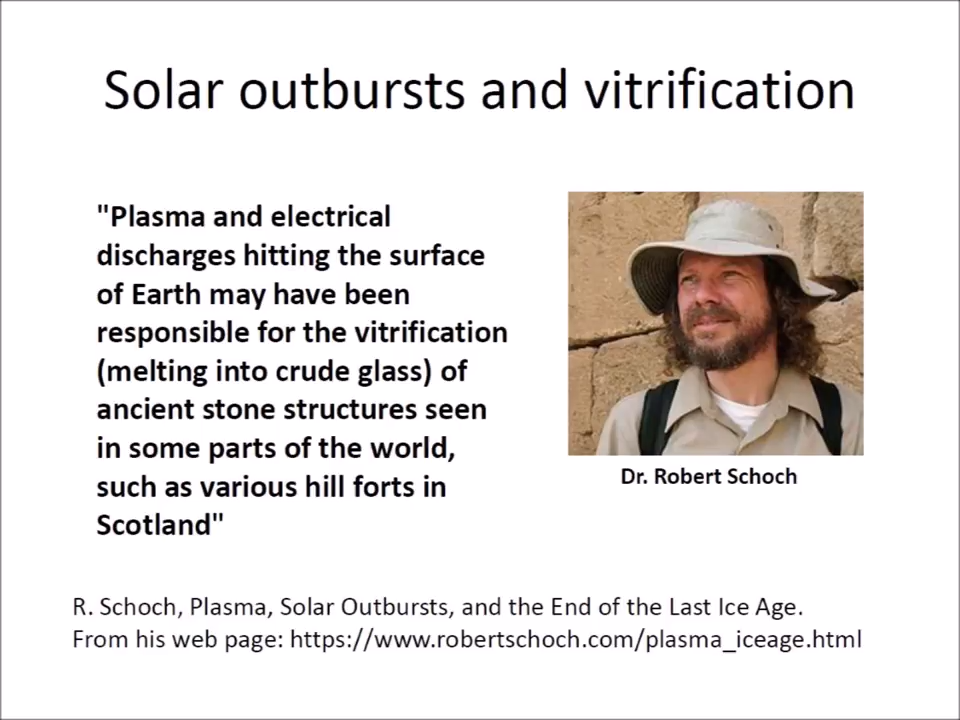 Solar outbursts and vitrification
"Plasma and electrical
discharges hitting the surface
of Earth may have been
responsible for the vitrification
(melting into crude glass) of
ancient stone structures seen
in some parts of the world,
such as various hill forts in
Scotland"
Dr. Robert Schoch
R. Schoch, Plasma, Solar Outbursts, and the End of the Last Ice Age.
From his web page: https://www.robertschoch.com/plasma_iceage.html